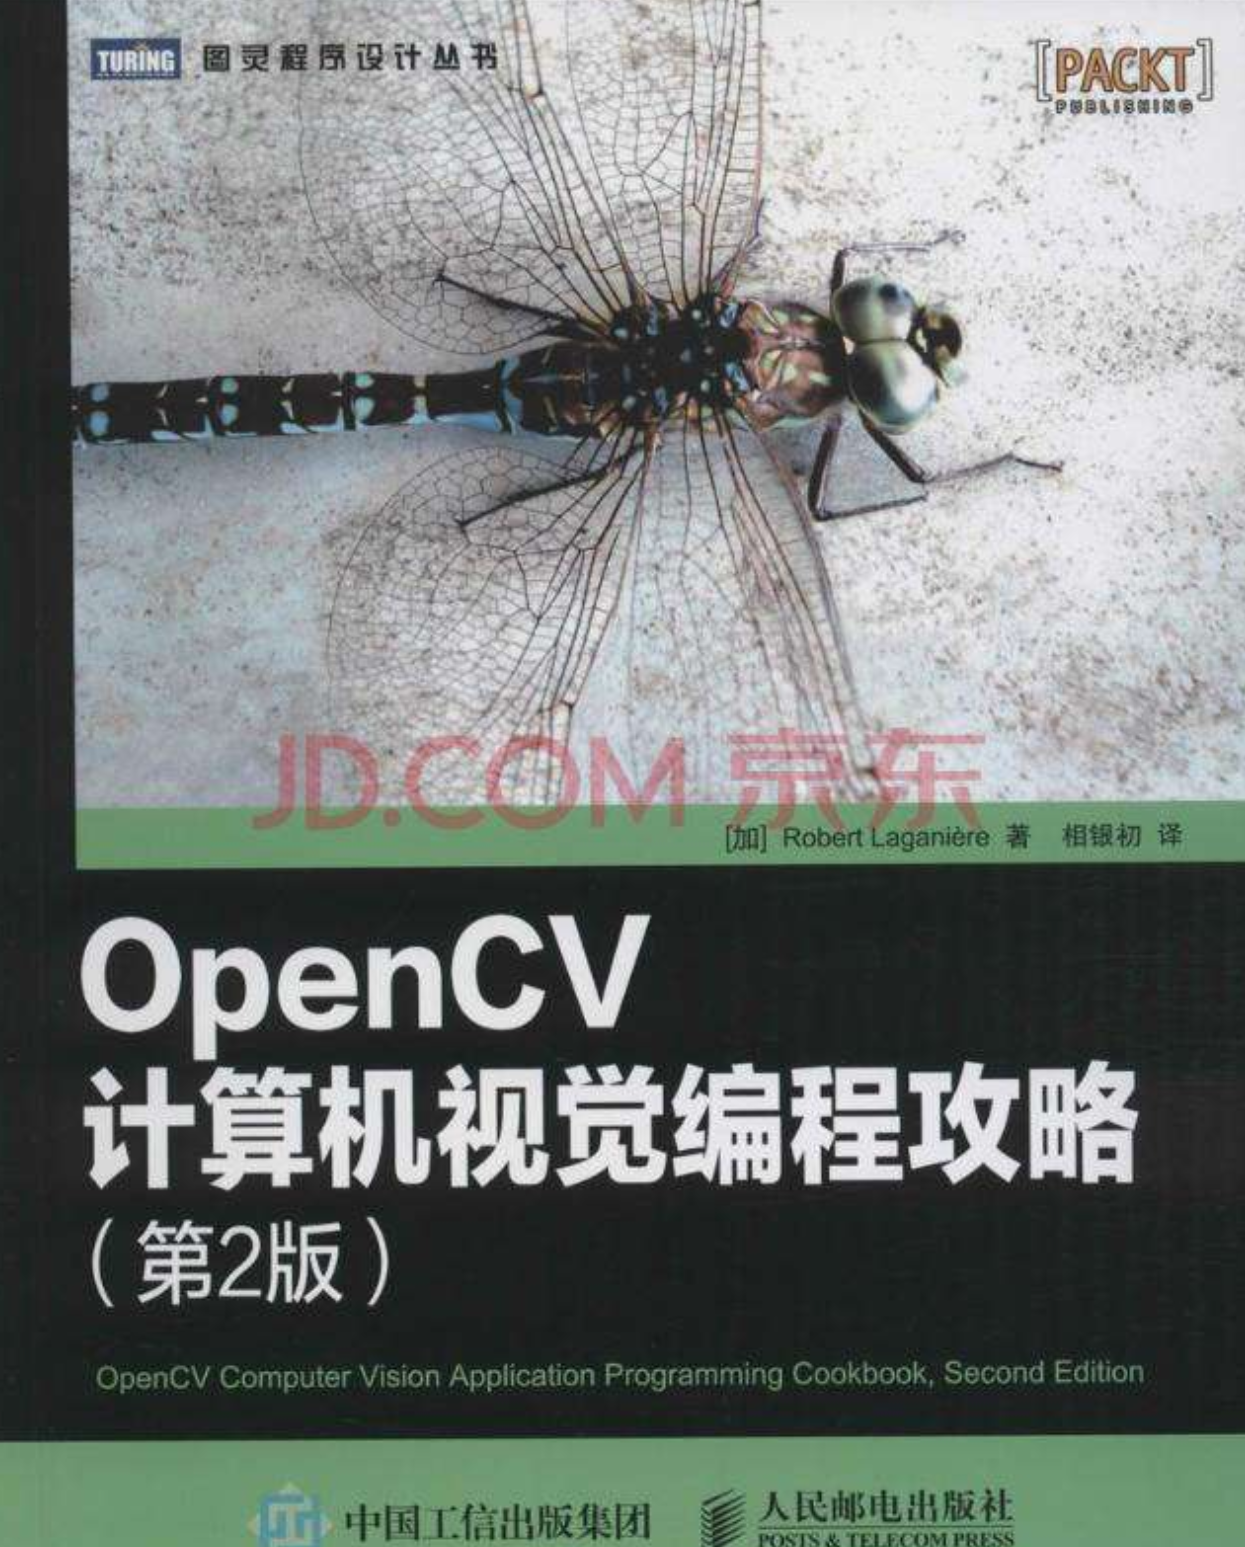 TURING 图灵程序设计丛书
[PACKT]
PUBLISHING
JD.COM 京东
[加] Robert Laganière 著 相银初 译
OpenCV
计算机视觉编程攻略
（第2版）
OpenCV Computer Vision Application Programming Cookbook, Second Edition
中国工信出版集团
人民邮电出版社
POSTS & TELECOM PRESS